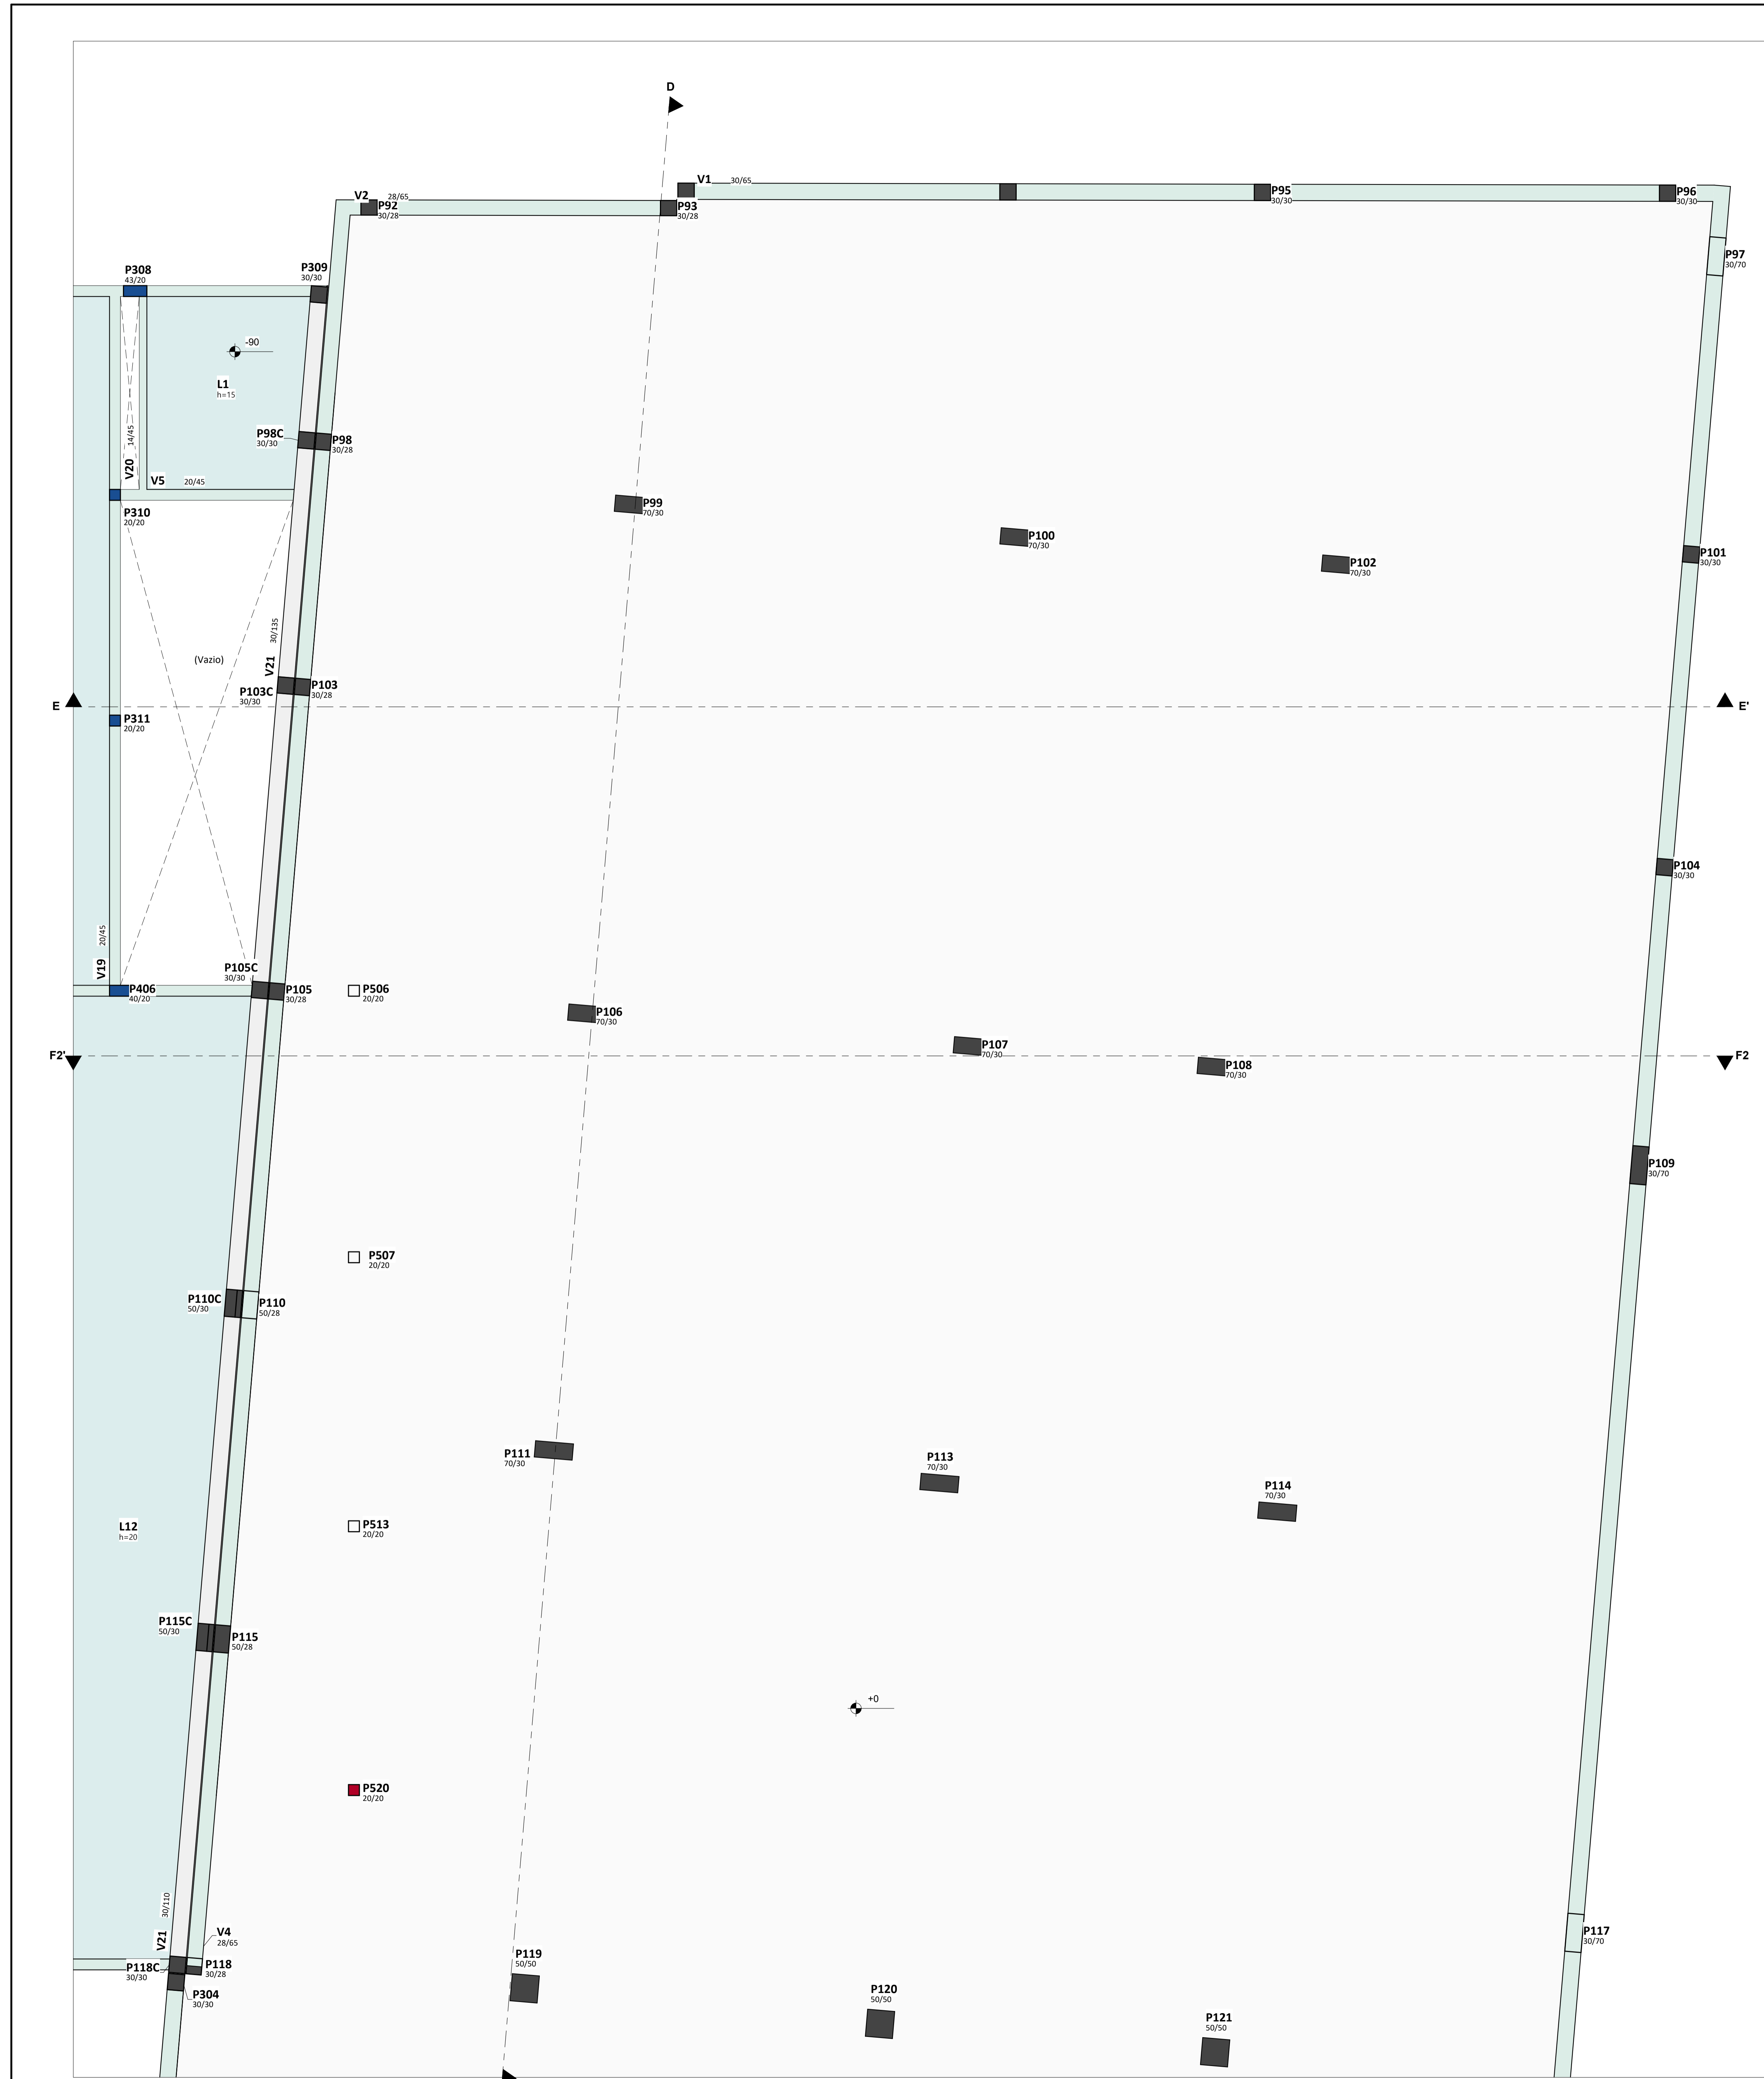 D
V1 30/65
V2 28/65
P92
30/28
P93
30/28
P95
30/30
P96
30/30
P97
30/70
P308
43/20
P309
30/30
-90
L1
h=15
14/45
V20
V5 20/45
P98C
30/30
P98
30/28
P310
20/20
P99
70/30
P100
70/30
P102
70/30
P101
30/30
30/135
V21
(Vazio)
P103C
30/30
P103
30/28
E
E'
P311
20/20
P104
30/30
20/45
V19
P406
40/20
P105C
30/30
P105
30/28
P506
20/20
P106
70/30
P107
70/30
P108
70/30
F2'
F2
P109
30/70
P507
20/20
P110C
50/30
P110
50/28
P111
70/30
P113
70/30
P114
70/30
L12
h=20
P513
20/20
P115C
50/30
P115
50/28
+0
P520
20/20
30/110
V21
V4
28/65
P118C
30/30
P118
30/28
P304
30/30
P117
30/70
P119
50/50
P120
50/50
P121
50/50